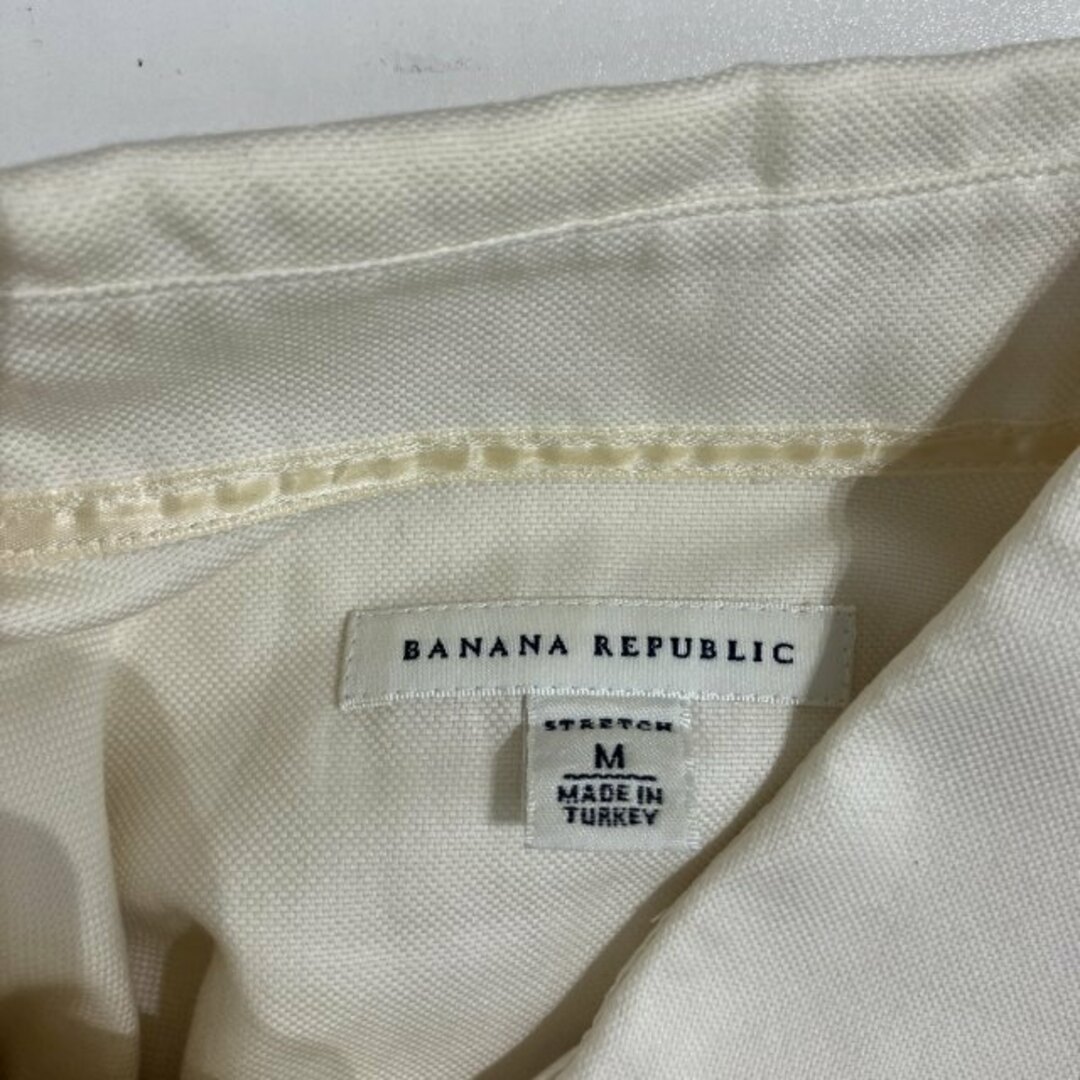 BANANA REPUBLIC
STRETCH
M
MADE IN
TURKEY